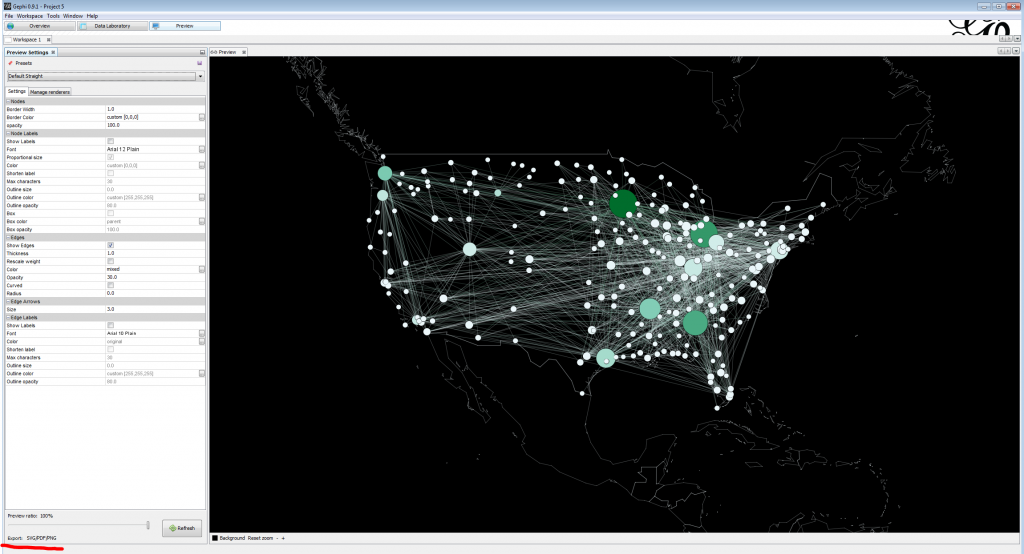 Gephi 0.9.1 - Project 5
File Workspace Tools Window Help
Overview Data Laboratory Preview
Workspace 1
Preview Settings
Preview
Presets
Default Straight
Settings Manage renderers
Nodes
Border Width 1.0
Border Color custom [0,0,0]
opacity 100.0
Node Labels
Show Labels
Font Arial 12 Plain
Proportional size
Color custom [0,0,0]
Shorten label
Max characters 30
Outline size 0.0
Outline color custom [255,255,255]
Outline opacity 80.0
Box
Box color parent
Box opacity 100.0
Edges
Show Edges
Thickness 1.0
Rescale weight
Color mixed
Opacity 30.0
Curved
Radius 0.0
Edge Arrows
Size 3.0
Edge Labels
Show Labels
Font Arial 10 Plain
Color original
Shorten label
Max characters 30
Outline size 0.0
Outline color custom [255,255,255]
Outline opacity 80.0
Preview ratio: 100%
Refresh
Export: SVG/PDF/PNG
Background Reset zoom - +